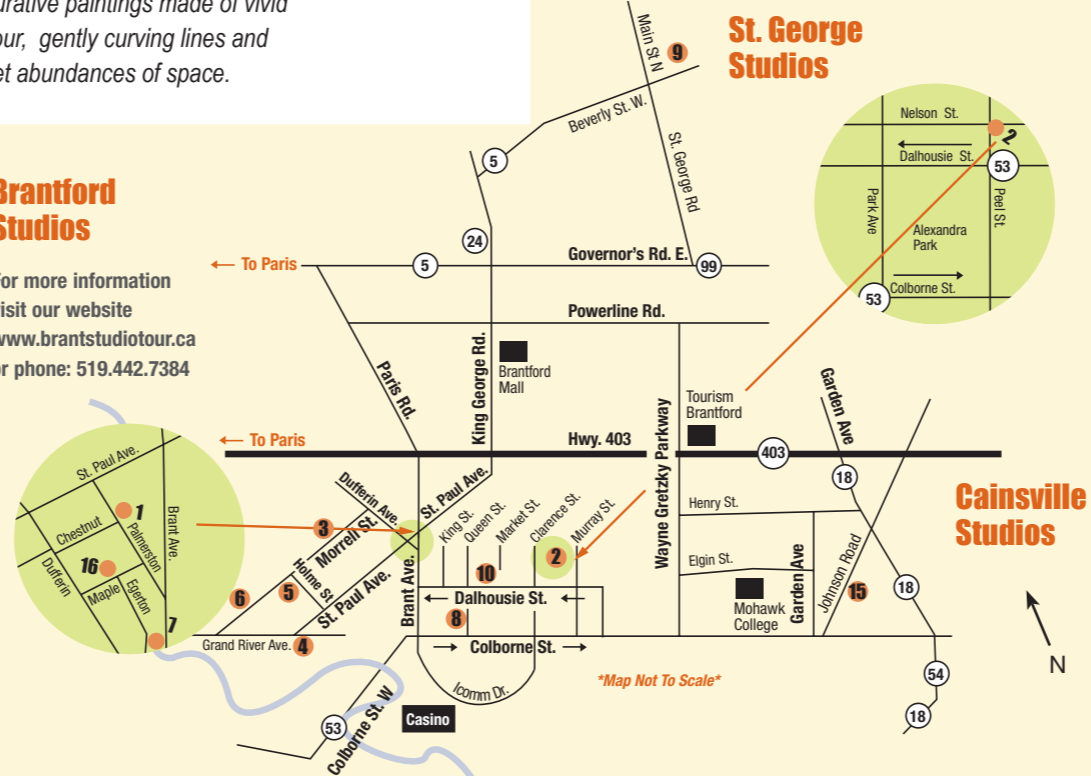 paintings made of vivid
gently curving lines and
abundances of space.
St. George
Studios
Main St N
9
Beverly St. W.
St. George Rd
5
24
Nelson St.
2
Dalhousie St.
53
Park Ave
Peel St.
Alexandra
Park
Colborne St.
53
Brantford
Studios
For more information
visit our website
www.brantstudiotour.ca
or phone: 519.442.7384
← To Paris
5
Governor's Rd. E.
99
Powerline Rd.
Paris Rd.
King George Rd.
Brantford
Mall
Wayne Gretzky Parkway
Tourism
Brantford
Garden Ave
← To Paris
Hwy. 403
403
18
Cainsville
Studios
St. Paul Ave.
Chestnut
1
Palmerston
Brant Ave.
16
Dufferin
Maple
Egerton
7
Dufferin Ave.
St. Paul Ave.
3
Morrell St.
King St.
Queen St.
Market St.
Clarence St.
Murray St.
2
Henry St.
Elgin St.
Garden Ave
Johnson Road
15
18
Mohawk
College
6
5
Holme St
St. Paul Ave.
Brant Ave.
10
Dalhousie St.
8
Grand River Ave.
4
Colborne St.
Icomm Dr.
*Map Not To Scale*
N
54
18
53
Colborne St. W
Casino